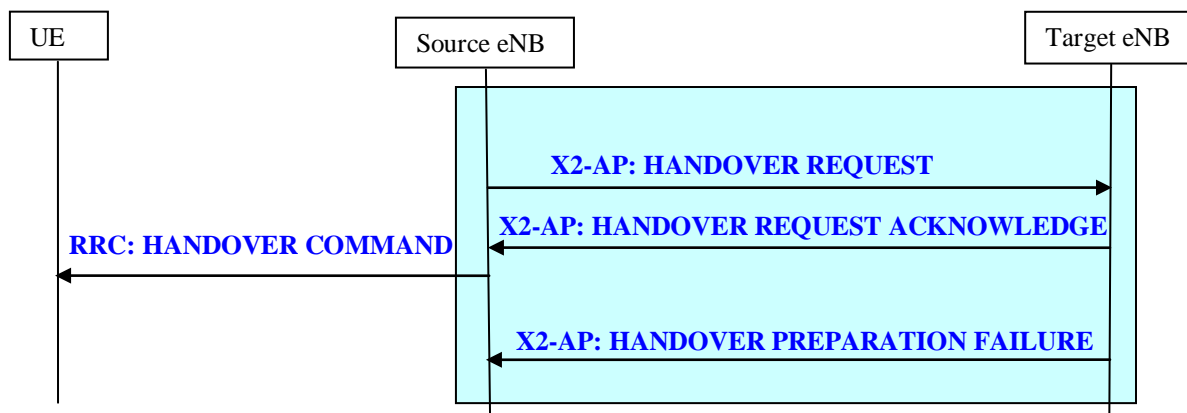 UE
Source eNB
Target eNB
X2-AP: HANDOVER REQUEST
X2-AP: HANDOVER REQUEST ACKNOWLEDGE
RRC: HANDOVER COMMAND
X2-AP: HANDOVER PREPARATION FAILURE